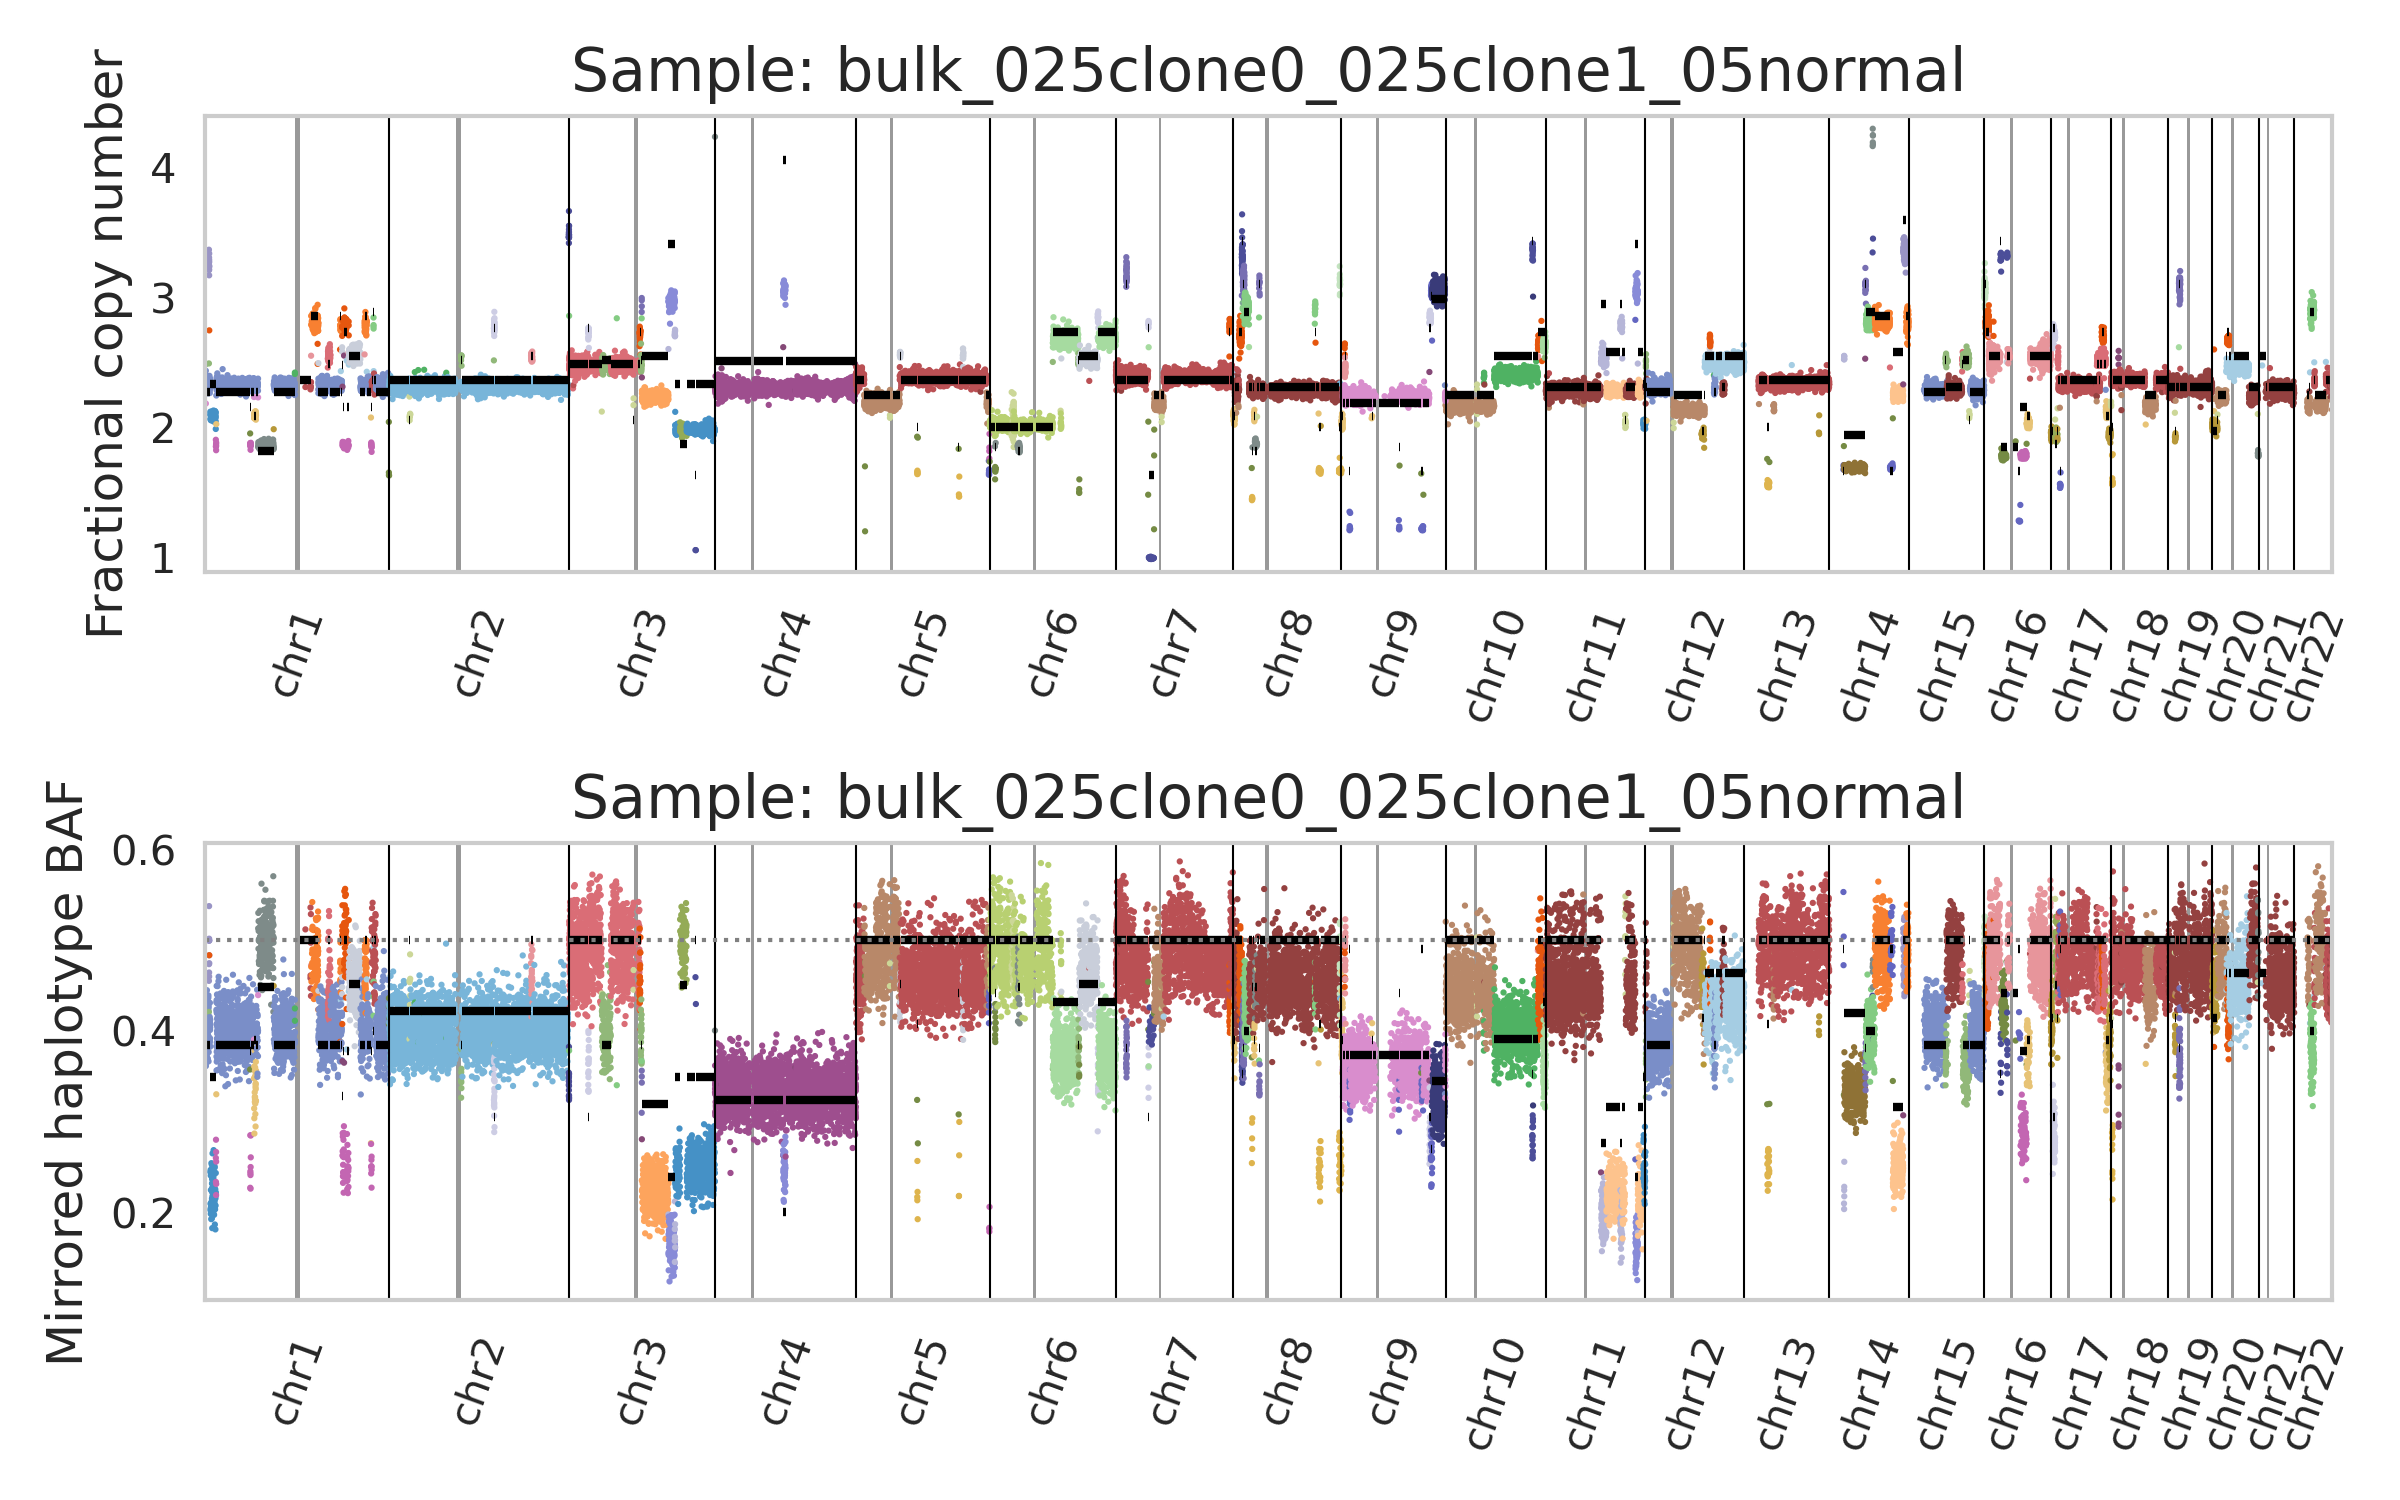 Sample: bulk_025clone0_025clone1_05normal
Fractional copy number
4
3
2
1
chr1 chr2 chr3 chr4 chr5 chr6 chr7 chr8 chr9 chr10 chr11 chr12 chr13 chr14 chr15 chr16 chr17 chr18 chr19 chr20 chr21 chr22
Sample: bulk_025clone0_025clone1_05normal
Mirrored haplotype BAF
0.6
0.4
0.2
chr1 chr2 chr3 chr4 chr5 chr6 chr7 chr8 chr9 chr10 chr11 chr12 chr13 chr14 chr15 chr16 chr17 chr18 chr19 chr20 chr21 chr22